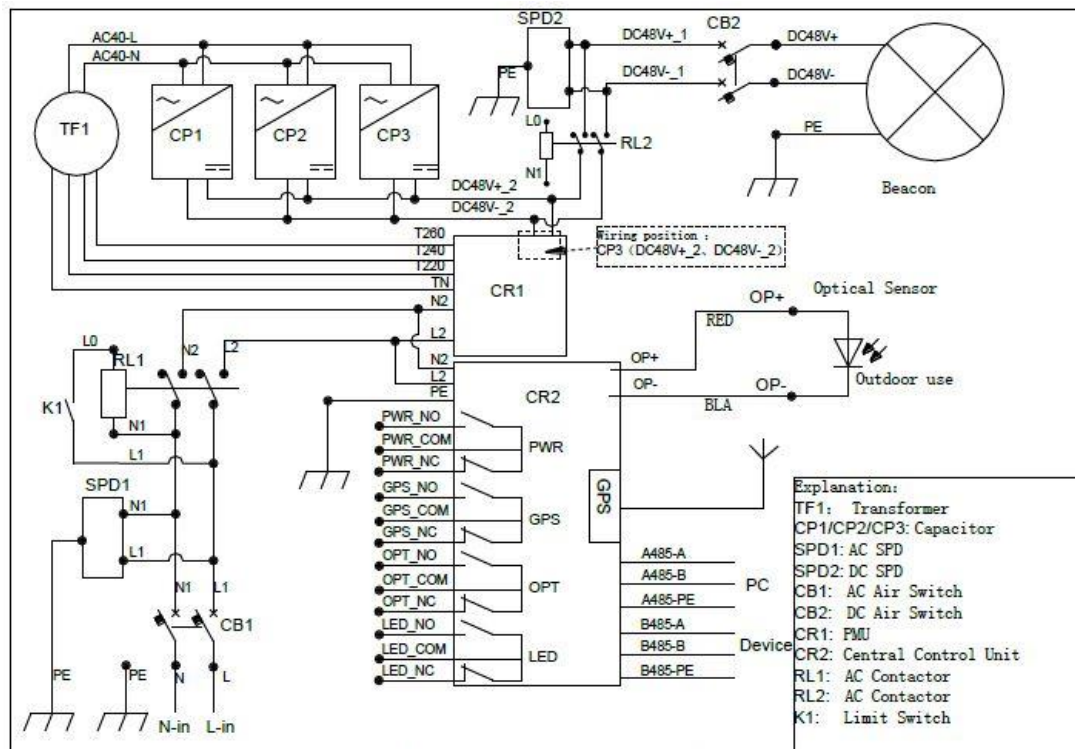 AC40-L
AC40-N
TF1
CP1
CP2
CP3
SPD2
PE
DC48V+_1
DC48V-_1
CB2
DC48V+
DC48V-
PE
Beacon
L0
N1
RL2
DC48V+_2
DC48V-_2
Wiring position :
CP3 (DC48V+_2、DC48V-_2)
T260
T240
T220
TN
N2
L2
CR1
N2
L2
PE
CR2
OP+
OP-
RED
BLA
OP+
OP-
Optical Sensor
Outdoor use
L0
RL1
N2
L2
K1
N1
L1
SPD1
N1
L1
N1
L1
CB1
PE
PE
N
L
N-in
L-in
PWR_NO
PWR_COM
PWR_NC
PWR
GPS_NO
GPS_COM
GPS_NC
GPS
OPT_NO
OPT_COM
OPT_NC
OPT
LED_NO
LED_COM
LED_NC
LED
GPS
A485-A
A485-B
A485-PE
PC
B485-A
B485-B
B485-PE
Device
Explanation:
TF1: Transformer
CP1/CP2/CP3: Capacitor
SPD1: AC SPD
SPD2: DC SPD
CB1: AC Air Switch
CB2: DC Air Switch
CR1: PMU
CR2: Central Control Unit
RL1: AC Contactor
RL2: AC Contactor
K1: Limit Switch